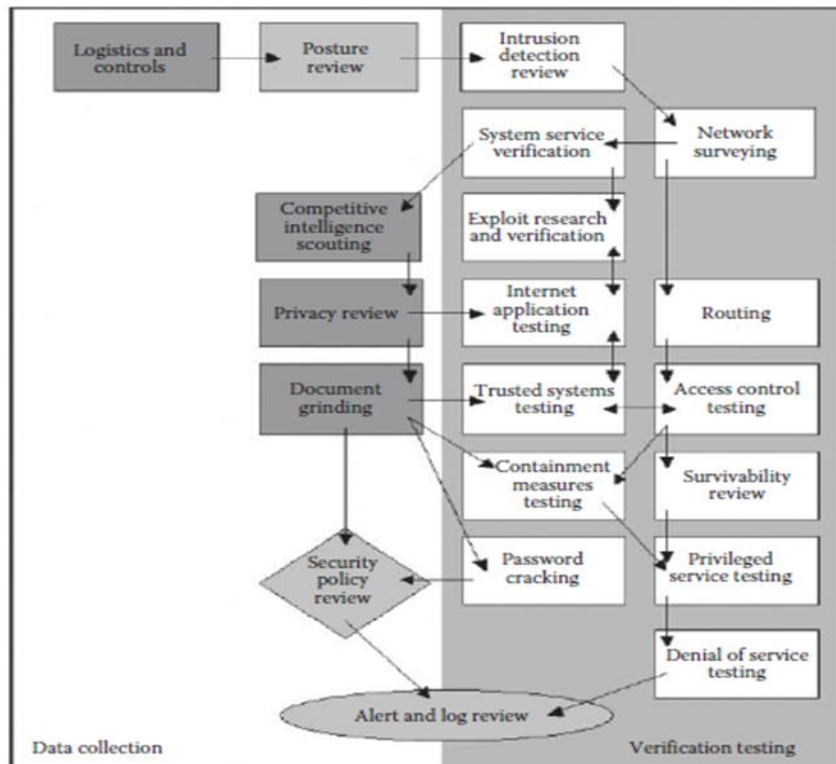 Logistics and
controls
Posture
review
Intrusion
detection
review
System service
verification
Network
surveying
Competitive
intelligence
scouting
Exploit research
and verification
Privacy review
Internet
application
testing
Routing
Document
grinding
Trusted systems
testing
Access control
testing
Containment
measures
testing
Survivability
review
Security
policy
review
Password
cracking
Privileged
service testing
Denial of service
testing
Alert and log review
Data collection
Verification testing